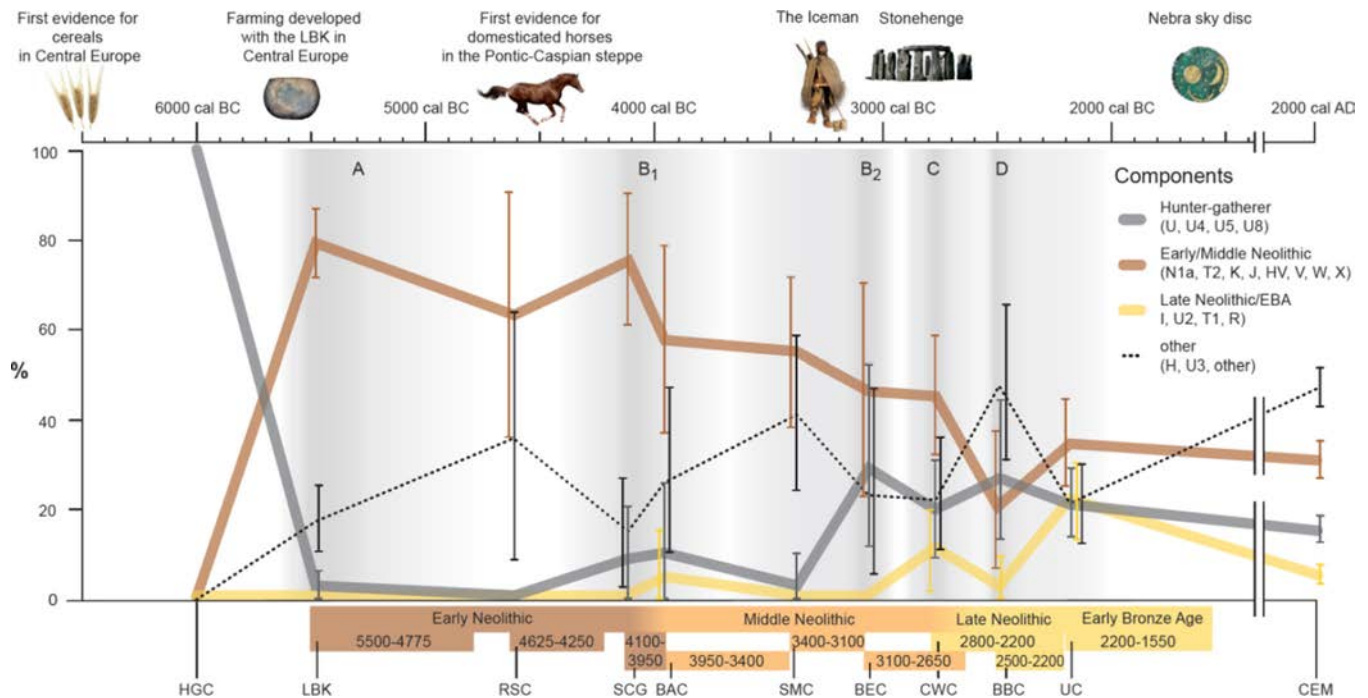 First evidence for
cereals
in Central Europe
Farming developed
with the LBK in
Central Europe
First evidence for
domesticated horses
in the Pontic-Caspian steppe
The Iceman
Stonehenge
Nebra sky disc
6000 cal BC
5000 cal BC
4000 cal BC
3000 cal BC
2000 cal BC
2000 cal AD
100
80
60
%
40
20
0
A
B1
B2
C
D
Components
Hunter-gatherer
(U, U4, U5, U8)
Early/Middle Neolithic
(N1a, T2, K, J, HV, V, W, X)
Late Neolithic/EBA
I, U2, T1, R)
other
(H, U3, other)
Early Neolithic
Middle Neolithic
Late Neolithic
Early Bronze Age
5500-4775
4625-4250
4100-
3950
3950-3400
3400-3100
3100-2650
2800-2200
2500-2200
2200-1550
HGC
LBK
RSC
SCG
BAC
SMC
BEC
CWC
BBC
UC
CEM